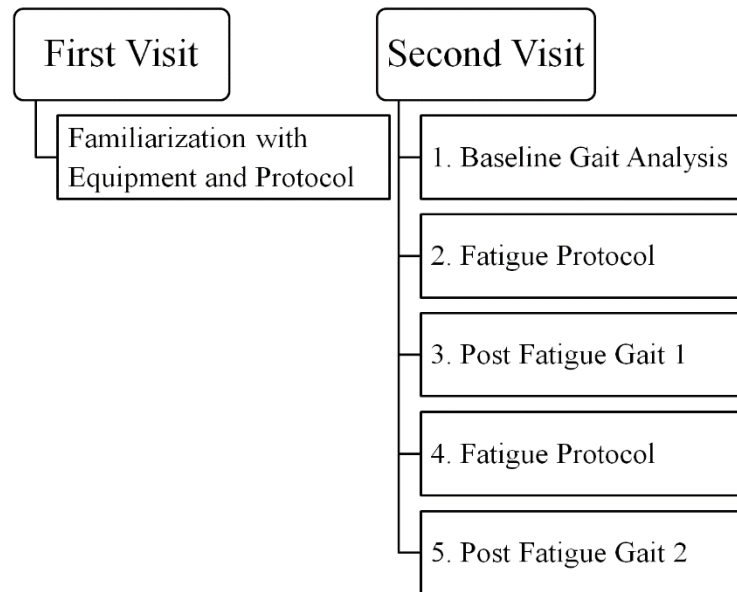 First Visit
Familiarization with
Equipment and Protocol
Second Visit
1. Baseline Gait Analysis
2. Fatigue Protocol
3. Post Fatigue Gait 1
4. Fatigue Protocol
5. Post Fatigue Gait 2